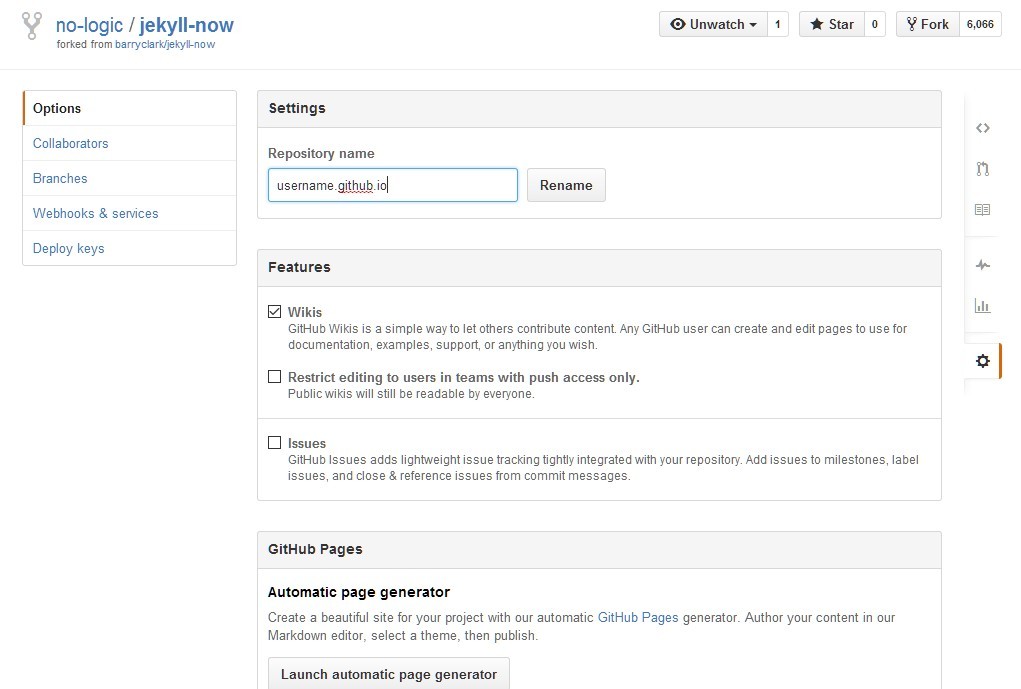 no-logic / jekyll-now
forked from barryclark/jekyll-now
Unwatch 1
Star 0
Fork 6,066
Options
Collaborators
Branches
Webhooks & services
Deploy keys
Settings
Repository name
username.github.io
Rename
Features
Wikis
GitHub Wikis is a simple way to let others contribute content. Any GitHub user can create and edit pages to use for
documentation, examples, support, or anything you wish.
Restrict editing to users in teams with push access only.
Public wikis will still be readable by everyone.
Issues
GitHub Issues adds lightweight issue tracking tightly integrated with your repository. Add issues to milestones, label
issues, and close & reference issues from commit messages.
GitHub Pages
Automatic page generator
Create a beautiful site for your project with our automatic GitHub Pages generator. Author your content in our
Markdown editor, select a theme, then publish.
Launch automatic page generator